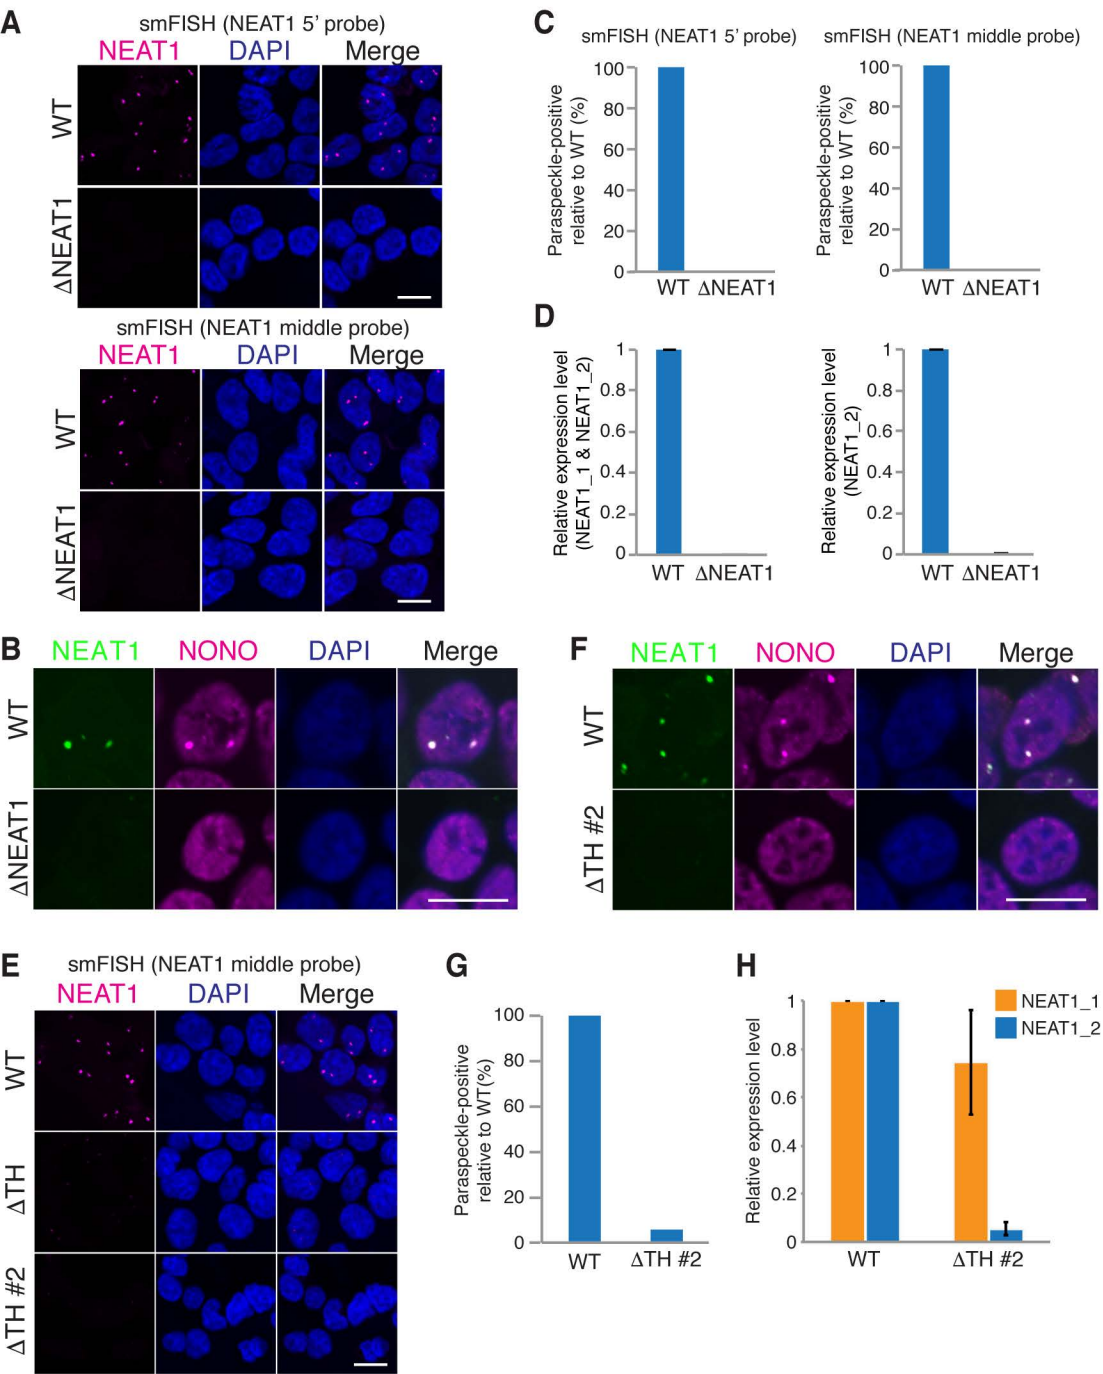 A
smFISH (NEAT1 5’ probe)
NEAT1 DAPI Merge
WT
ΔNEAT1
smFISH (NEAT1 middle probe)
NEAT1 DAPI Merge
WT
ΔNEAT1
B
NEAT1 NONO DAPI Merge
WT
ΔNEAT1
C
smFISH (NEAT1 5’ probe)
Paraspeckle-positive
relative to WT (%)
100
80
60
40
20
0
WT ΔNEAT1
smFISH (NEAT1 middle probe)
Paraspeckle-positive
relative to WT (%)
100
80
60
40
20
0
WT ΔNEAT1
D
Relative expression level
(NEAT1_1 & NEAT1_2)
1
0.8
0.6
0.4
0.2
0
WT ΔNEAT1
Relative expression level
(NEAT1_2)
1
0.8
0.6
0.4
0.2
0
WT ΔNEAT1
F
NEAT1 NONO DAPI Merge
WT
ΔTH #2
E
smFISH (NEAT1 middle probe)
NEAT1 DAPI Merge
WT
ΔTH
ΔTH #2
G
Paraspeckle-positive
relative to WT(%)
100
80
60
40
20
0
WT ΔTH #2
H
Relative expression level
1
0.8
0.6
0.4
0.2
0
WT ΔTH #2
NEAT1_1
NEAT1_2